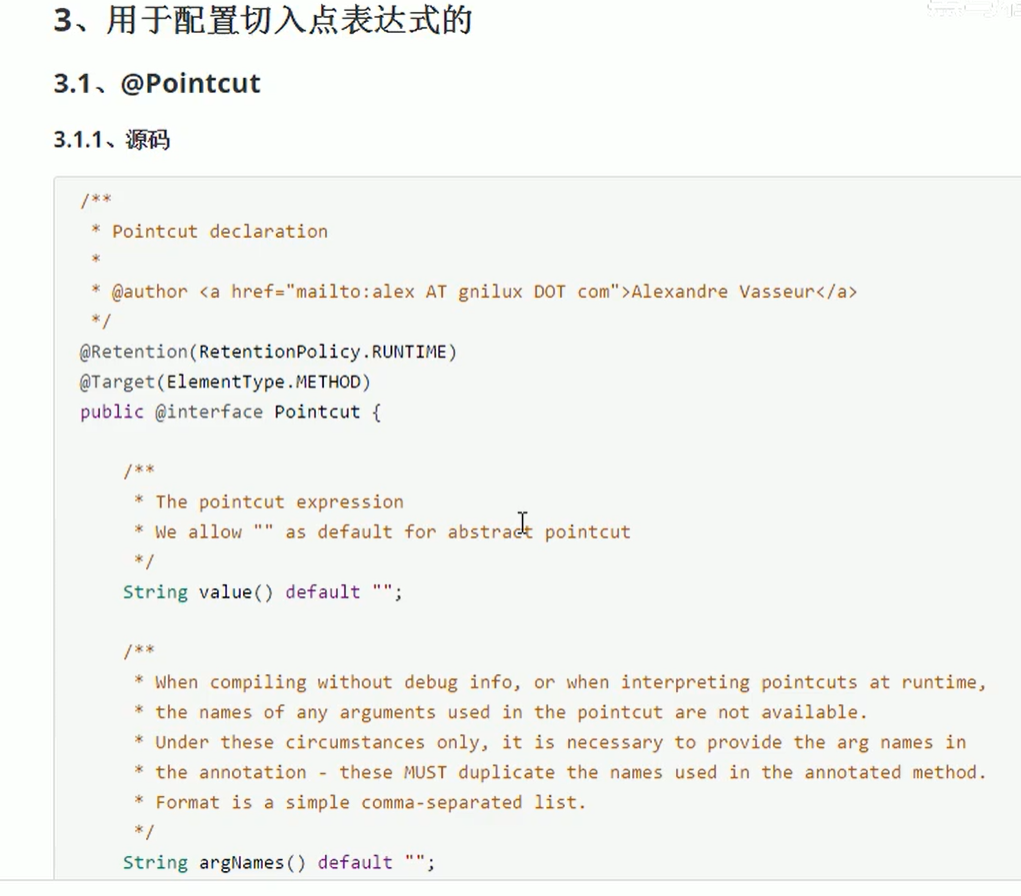 3、用于配置切入点表达式的
3.1、@Pointcut
3.1.1、源码
/**
* Pointcut declaration
*
* @author <a href="mailto:alex AT gnilux DOT com">Alexandre Vasseur</a>
*/
@Retention(RetentionPolicy.RUNTIME)
@Target(ElementType.METHOD)
public @interface Pointcut {
/**
* The pointcut expression
* We allow "" as default for abstract pointcut
*/
String value() default "";
/**
* When compiling without debug info, or when interpreting pointcuts at runtime,
* the names of any arguments used in the pointcut are not available.
* Under these circumstances only, it is necessary to provide the arg names in
* the annotation - these MUST duplicate the names used in the annotated method.
* Format is a simple comma-separated list.
*/
String argNames() default "";